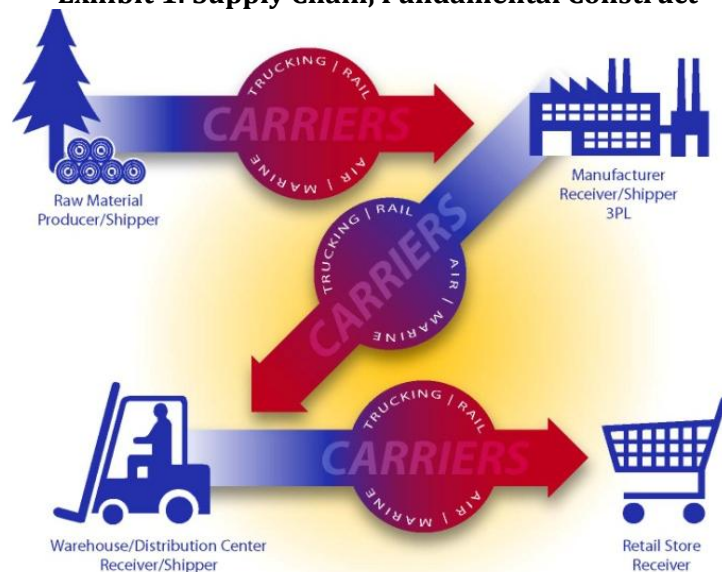 Exhibit 1: Supply Chain, Fundamental Construct
TRUCKING | RAIL
CARRIERS
AIR | MARINE
Raw Material
Producer/Shipper
Manufacturer
Receiver/Shipper
3PL
TRUCKING | RAIL
CARRIERS
AIR | MARINE
TRUCKING | RAIL
CARRIERS
AIR | MARINE
Warehouse/Distribution Center
Receiver/Shipper
Retail Store
Receiver